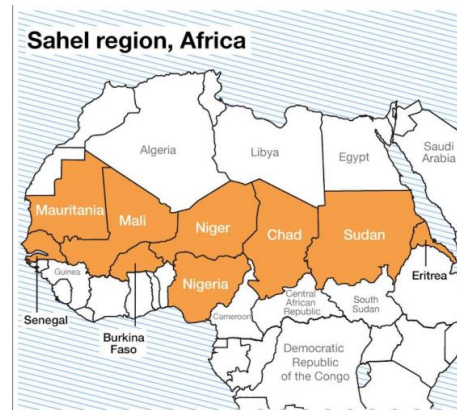 Sahel region, Africa
Algeria
Libya
Egypt
Saudi
Arabia
Mauritania
Mali
Niger
Chad
Sudan
Eritrea
Guinea
Nigeria
Senegal
Burkina
Faso
Cameroon
Central
African
Republic
South
Sudan
Democratic
Republic
of the Congo